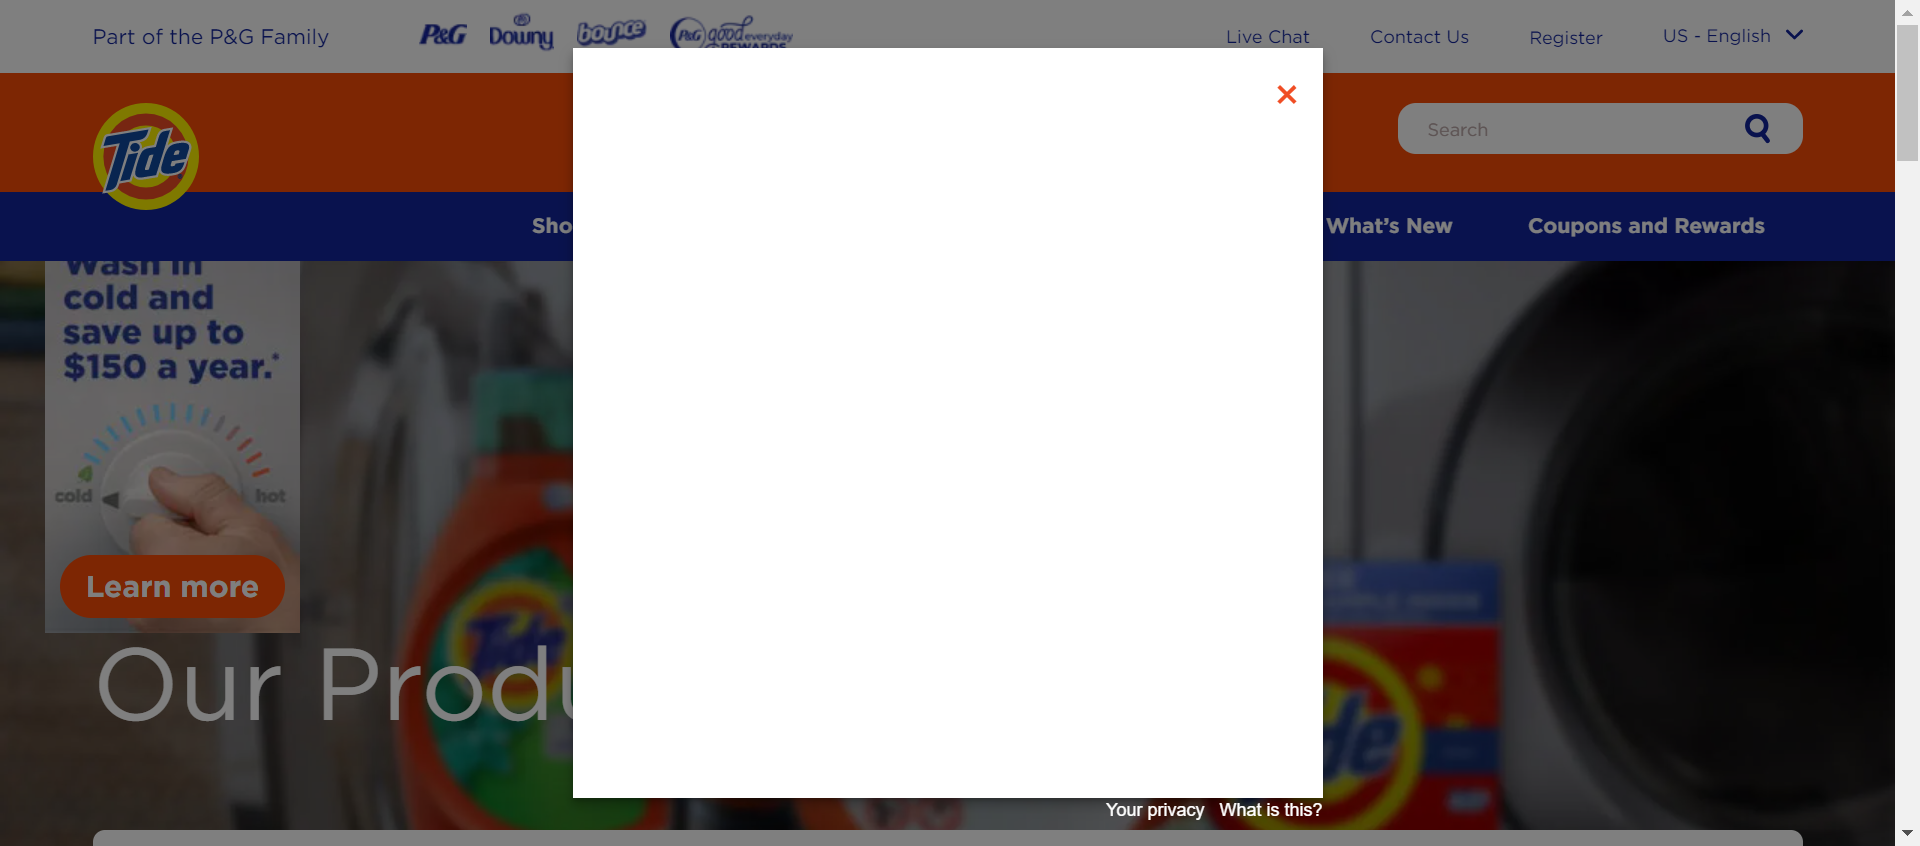 Part of the P&G Family
P&G
Downy
bounce
P&G good everyday
REWARDS
Live Chat
Contact Us
Register
US - English
Tide
Search
Sho
What's New
Coupons and Rewards
Wash in
cold and
save up to
$150 a year.*
cold
hot
Learn more
Our Produ
Tide
Your privacy What is this?